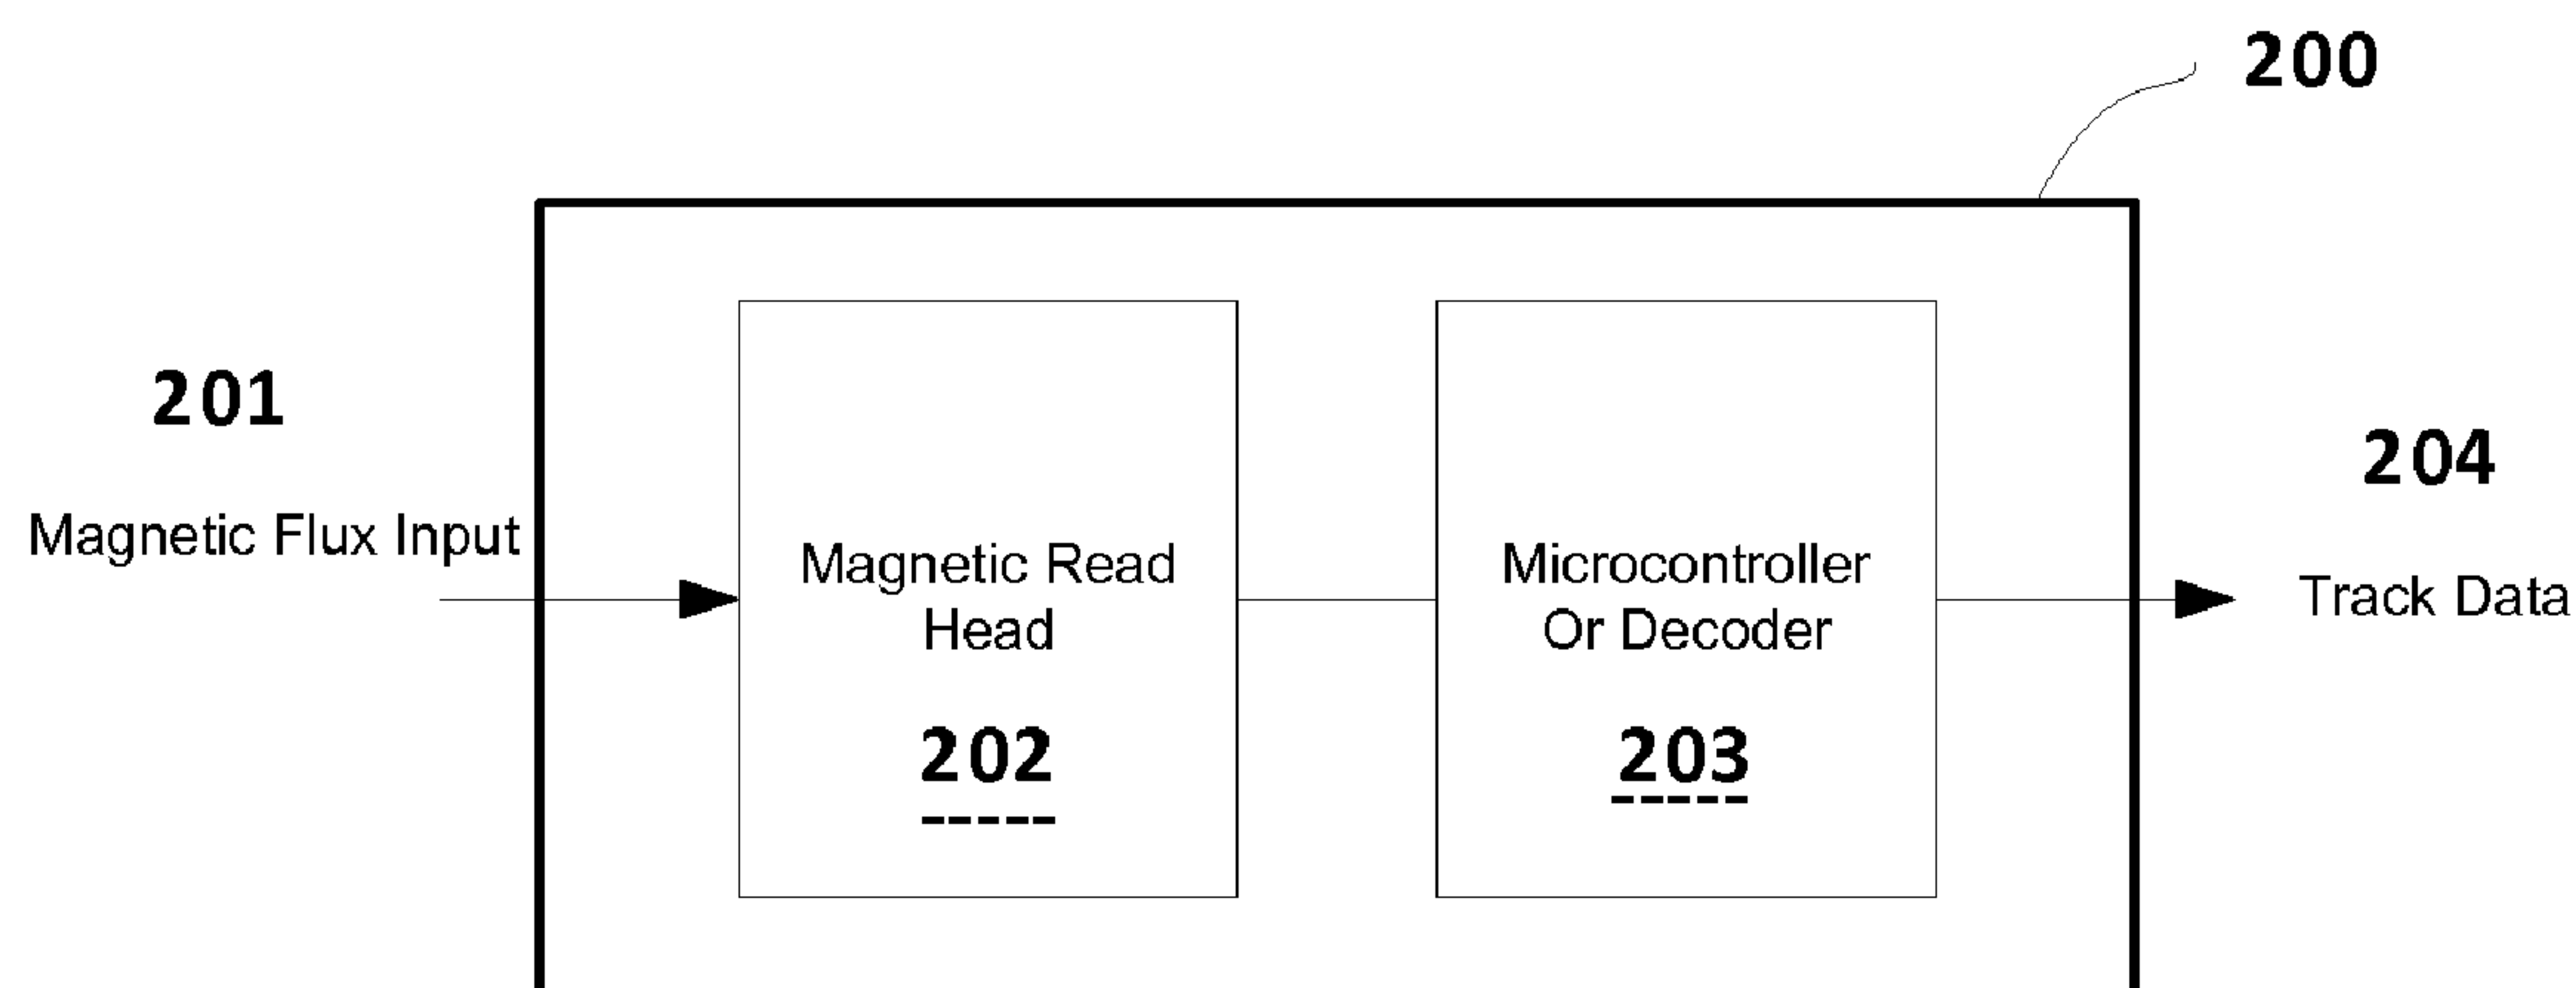 200
201
Magnetic Flux Input
Magnetic Read
Head
202
Microcontroller
Or Decoder
203
204
Track Data